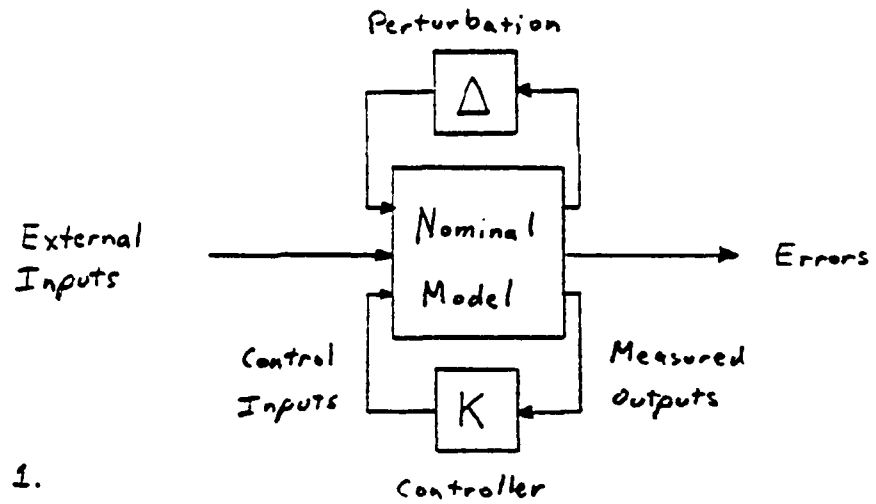 Perturbation
Δ
Nominal
Model
External
Inputs
Errors
Control
Inputs
Measured
Outputs
K
Controller
1.